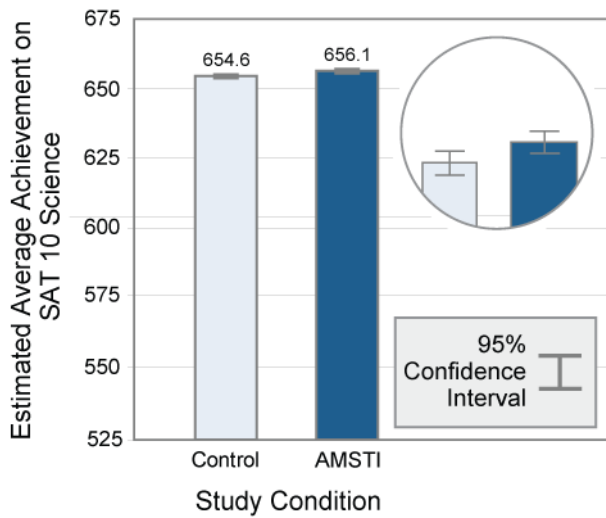 Estimated Average Achievement on
SAT 10 Science
675
650
625
600
575
550
525
654.6
656.1
95%
Confidence
Interval
Control
AMSTI
Study Condition